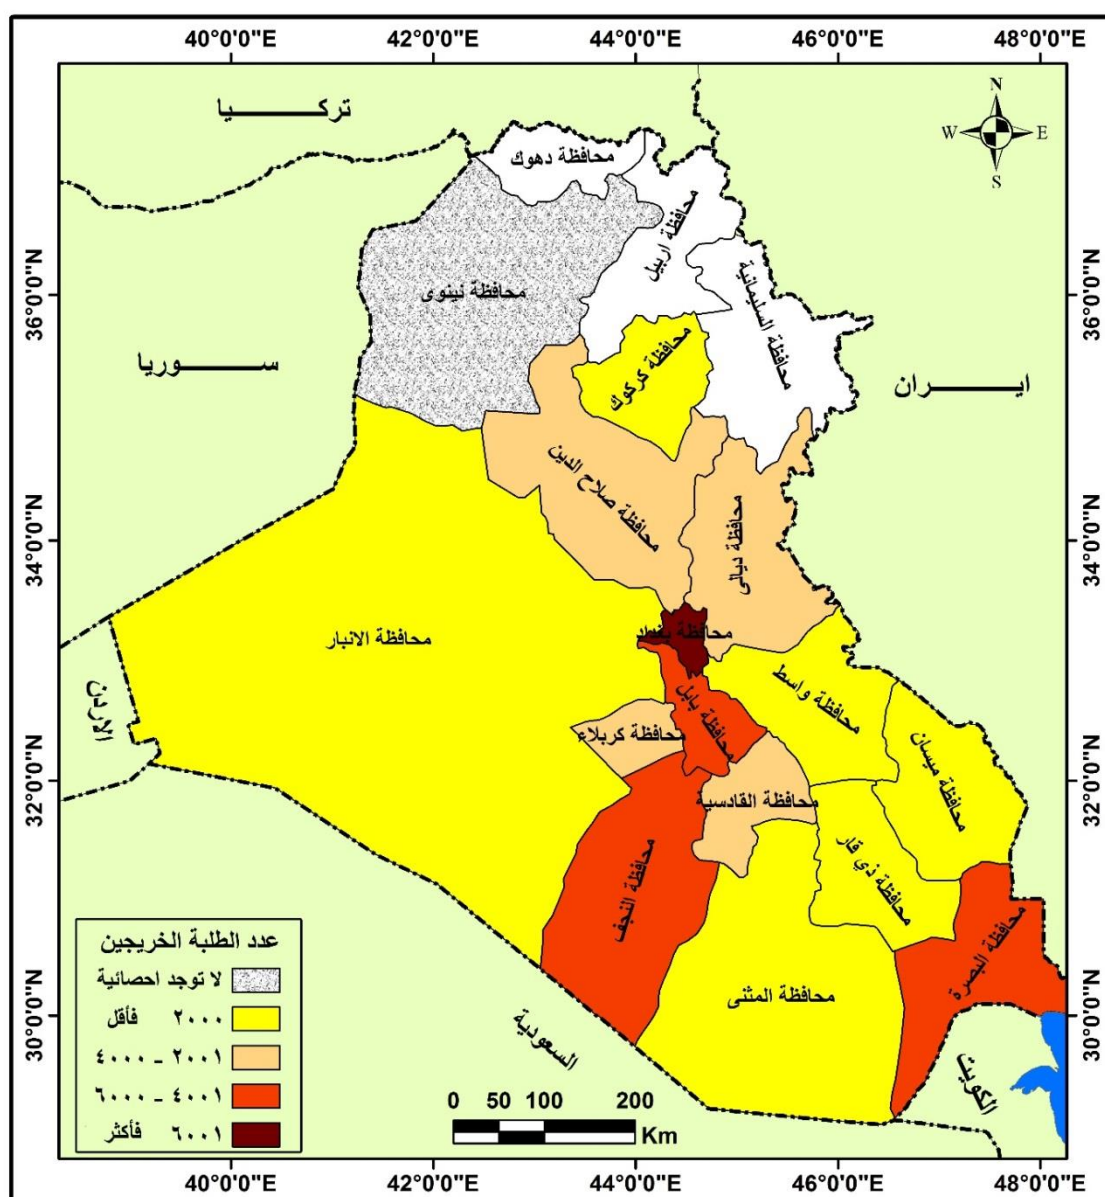 40°0'0"E
42°0'0"E
44°0'0"E
46°0'0"E
48°0'0"E
تركـــــــــيا
N
W
E
S
محافظة دهوك
محافظة اربيل
محافظة السليمانية
36°0'0"N
36°0'0"N
محافظة نينوى
محافظة كركوك
ســــــــوريا
ايــــــــران
محافظة صلاح الدين
محافظة ديالى
34°0'0"N
34°0'0"N
محافظة الانبار
محافظة بغداد
الاردن
محافظة واسط
محافظة بابل
محافظة كربلاء
محافظة ميسان
32°0'0"N
32°0'0"N
محافظة القادسية
محافظة النجف
محافظة ذي قار
محافظة البصرة
محافظة المثنى
30°0'0"N
30°0'0"N
السعودية
الكويت
عدد الطلبة الخريجين
لا توجد احصائية
٢٠٠٠ فأقل
٢٠٠١ - ٤٠٠٠
٤٠٠١ - ٦٠٠٠
٦٠٠١ فأكثر
0 50 100 200
Km
40°0'0"E
42°0'0"E
44°0'0"E
46°0'0"E
48°0'0"E